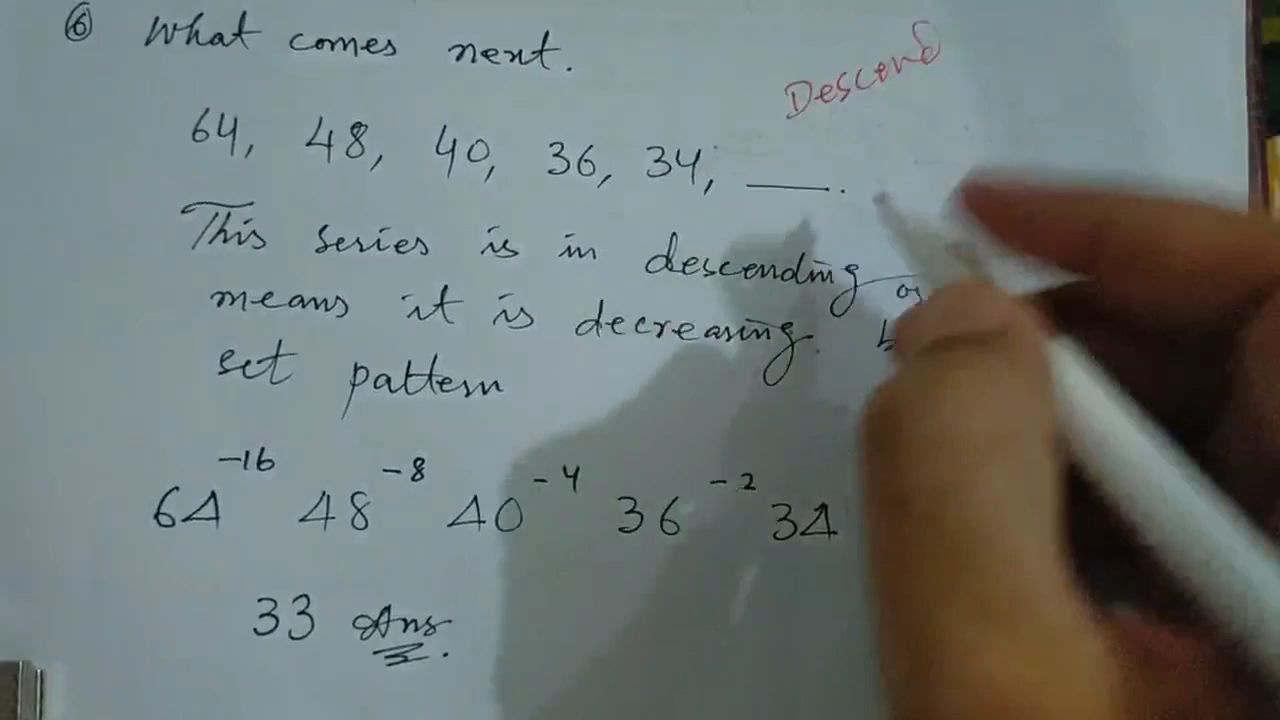 ⑥ What comes next.
Descend
64, 48, 40, 36, 34, ___.
This series is in descending
means it is decreasing.
set pattern
64 -16 48 -8 40 -4 36 -2 34
33 Ans.